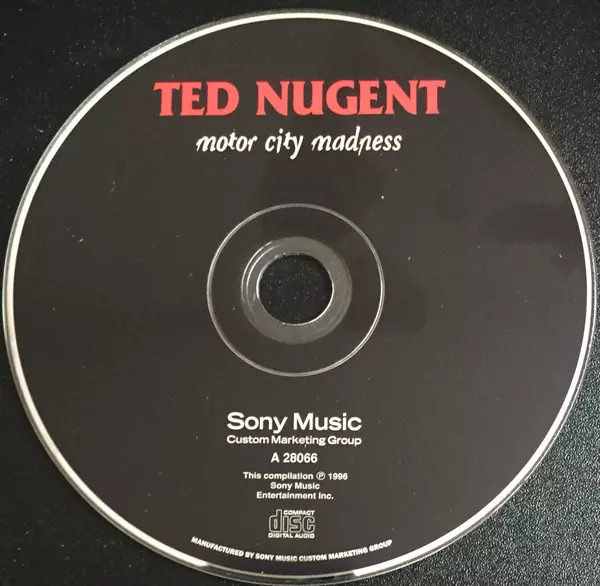 TED NUGENT
motor city madness
Sony Music
Custom Marketing Group
A 28066
This compilation ℗ 1996
Sony Music
Entertainment Inc.
COMPACT
disc
DIGITAL AUDIO
MANUFACTURED BY SONY MUSIC CUSTOM MARKETING GROUP